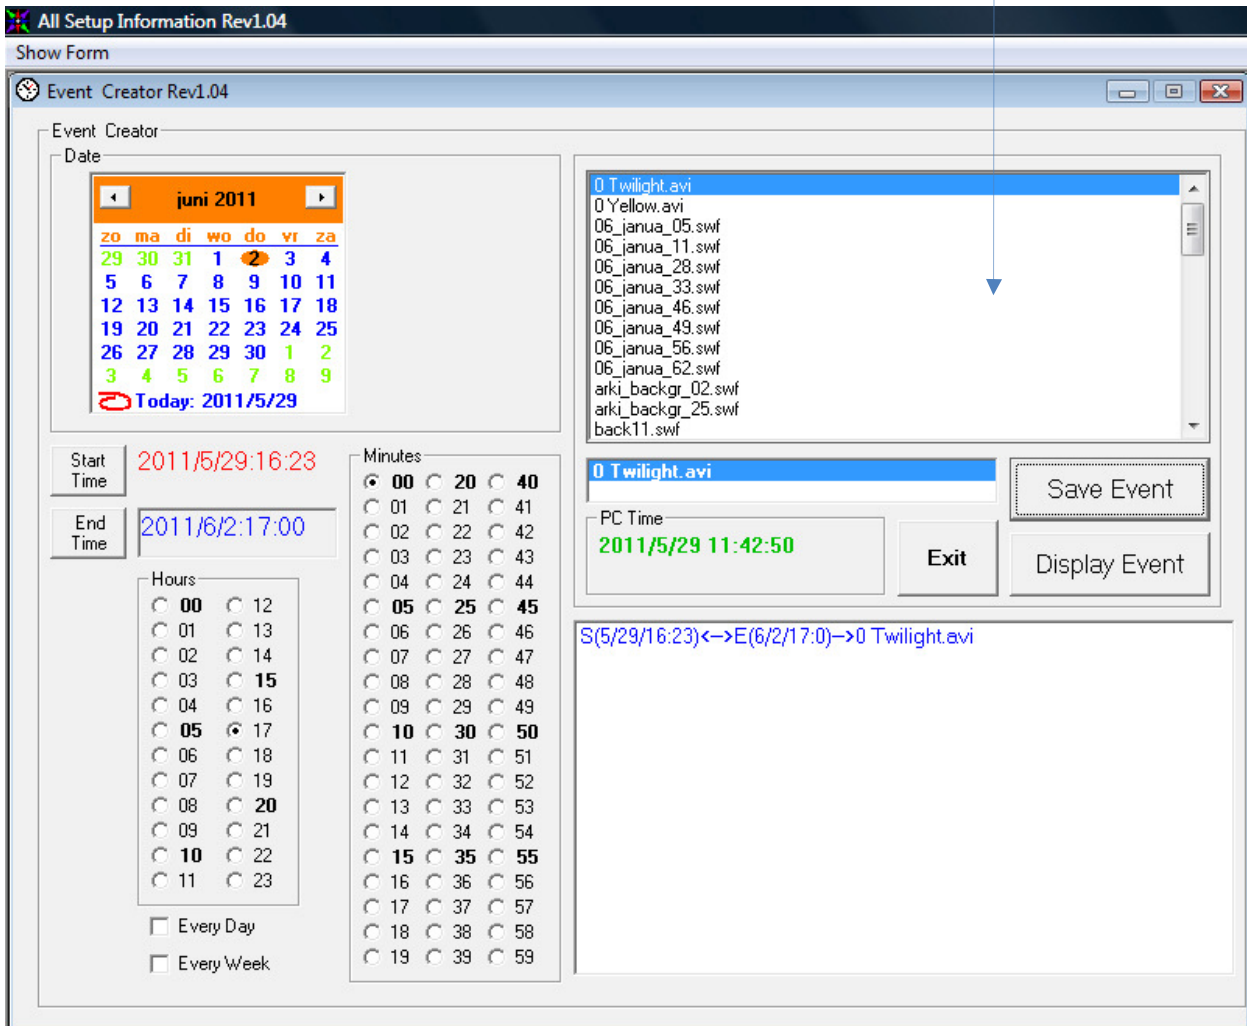 All Setup Information Rev1.04
Show Form
Event Creator Rev1.04
Event Creator
Date
juni 2011
zo ma di wo do vr za
29 30 31 1 2 3 4
5 6 7 8 9 10 11
12 13 14 15 16 17 18
19 20 21 22 23 24 25
26 27 28 29 30 1 2
3 4 5 6 7 8 9
Today: 2011/5/29
Start Time
2011/5/29:16:23
End Time
2011/6/2:17:00
Hours
00 12
01 13
02 14
03 15
04 16
05 17
06 18
07 19
08 20
09 21
10 22
11 23
Every Day
Every Week
Minutes
00 20 40
01 21 41
02 22 42
03 23 43
04 24 44
05 25 45
06 26 46
07 27 47
08 28 48
09 29 49
10 30 50
11 31 51
12 32 52
13 33 53
14 34 54
15 35 55
16 36 56
17 37 57
18 38 58
19 39 59
0 Twilight.avi
0 Yellow.avi
06_janua_05.swf
06_janua_11.swf
06_janua_28.swf
06_janua_33.swf
06_janua_46.swf
06_janua_49.swf
06_janua_56.swf
06_janua_62.swf
arki_backgr_02.swf
arki_backgr_25.swf
back11.swf
0 Twilight.avi
Save Event
PC Time
2011/5/29 11:42:50
Exit
Display Event
S(5/29/16:23)<-->E(6/2/17:0)-->0 Twilight.avi